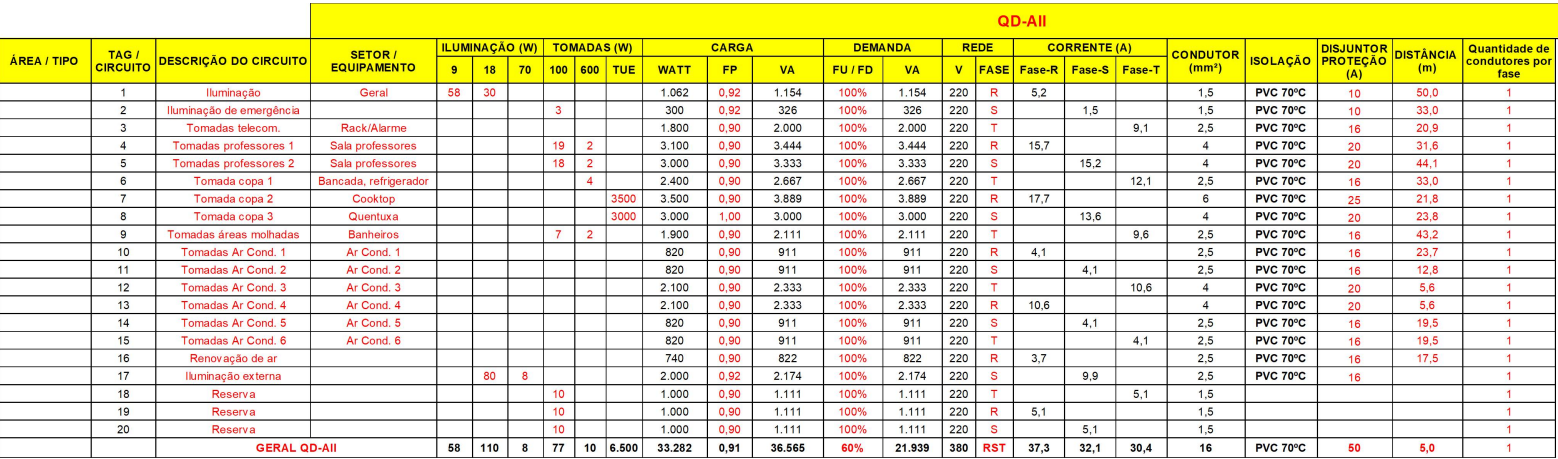 QD-AII
ÁREA / TIPO TAG / CIRCUITO DESCRIÇÃO DO CIRCUITO SETOR / EQUIPAMENTO ILUMINAÇÃO (W) TOMADAS (W) CARGA DEMANDA REDE CORRENTE (A) CONDUTOR (mm²) ISOLAÇÃO DISJUNTOR PROTEÇÃO (A) DISTÂNCIA (m) Quantidade de condutores por fase
9 18 70 100 600 TUE WATT FP VA FU / FD VA V FASE Fase-R Fase-S Fase-T
1 Iluminação Geral 58 30 1.062 0,92 1.154 100% 1.154 220 R 5,2 1,5 PVC 70ºC 10 50,0 1
2 Iluminação de emergência 3 300 0,92 326 100% 326 220 S 1,5 1,5 PVC 70ºC 10 33,0 1
3 Tomadas telecom. Rack/Alarme 1.800 0,90 2.000 100% 2.000 220 T 9,1 2,5 PVC 70ºC 16 20,9 1
4 Tomadas professores 1 Sala professores 19 2 3.100 0,90 3.444 100% 3.444 220 R 15,7 4 PVC 70ºC 20 31,6 1
5 Tomadas professores 2 Sala professores 18 2 3.000 0,90 3.333 100% 3.333 220 S 15,2 4 PVC 70ºC 20 44,1 1
6 Tomada copa 1 Bancada, refrigerador 4 2.400 0,90 2.667 100% 2.667 220 T 12,1 2,5 PVC 70ºC 16 33,0 1
7 Tomada copa 2 Cooktop 3500 3.500 0,90 3.889 100% 3.889 220 R 17,7 6 PVC 70ºC 25 21,8 1
8 Tomada copa 3 Quentuxa 3000 3.000 1,00 3.000 100% 3.000 220 S 13,6 4 PVC 70ºC 20 23,8 1
9 Tomadas áreas molhadas Banheiros 7 2 1.900 0,90 2.111 100% 2.111 220 T 9,6 2,5 PVC 70ºC 16 43,2 1
10 Tomadas Ar Cond. 1 Ar Cond. 1 820 0,90 911 100% 911 220 R 4,1 2,5 PVC 70ºC 16 23,7 1
11 Tomadas Ar Cond. 2 Ar Cond. 2 820 0,90 911 100% 911 220 S 4,1 2,5 PVC 70ºC 16 12,8 1
12 Tomadas Ar Cond. 3 Ar Cond. 3 2.100 0,90 2.333 100% 2.333 220 T 10,6 4 PVC 70ºC 20 5,6 1
13 Tomadas Ar Cond. 4 Ar Cond. 4 2.100 0,90 2.333 100% 2.333 220 R 10,6 4 PVC 70ºC 20 5,6 1
14 Tomadas Ar Cond. 5 Ar Cond. 5 820 0,90 911 100% 911 220 S 4,1 2,5 PVC 70ºC 16 19,5 1
15 Tomadas Ar Cond. 6 Ar Cond. 6 820 0,90 911 100% 911 220 T 4,1 2,5 PVC 70ºC 16 19,5 1
16 Renovação de ar 740 0,90 822 100% 822 220 R 3,7 2,5 PVC 70ºC 16 17,5 1
17 Iluminação externa 80 8 2.000 0,92 2.174 100% 2.174 220 S 9,9 2,5 PVC 70ºC 16 1
18 Reserva 10 1.000 0,90 1.111 100% 1.111 220 T 5,1 1,5 1
19 Reserva 10 1.000 0,90 1.111 100% 1.111 220 R 5,1 1,5 1
20 Reserva 10 1.000 0,90 1.111 100% 1.111 220 S 5,1 1,5 1
GERAL QD-AII 58 110 8 77 10 6.500 33.282 0,91 36.565 60% 21.939 380 RST 37,3 32,1 30,4 16 PVC 70ºC 50 5,0 1